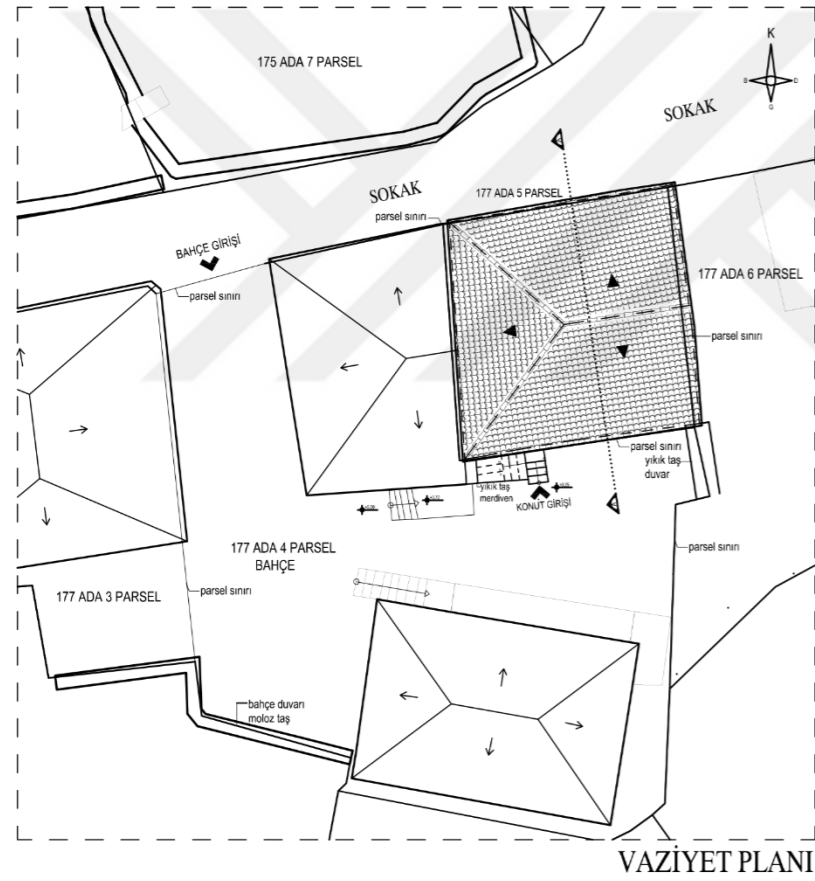 175 ADA 7 PARSEL
K
B
D
G
SOKAK
SOKAK
177 ADA 5 PARSEL
parsel sınırı
BAHÇE GİRİŞİ
177 ADA 6 PARSEL
parsel sınırı
parsel sınırı
parsel sınırı
yıkık taş
duvar
yıkık taş
merdiven
KONUT GİRİŞİ
177 ADA 4 PARSEL
BAHÇE
parsel sınırı
parsel sınırı
177 ADA 3 PARSEL
bahçe duvarı
moloz taş
VAZİYET PLANI